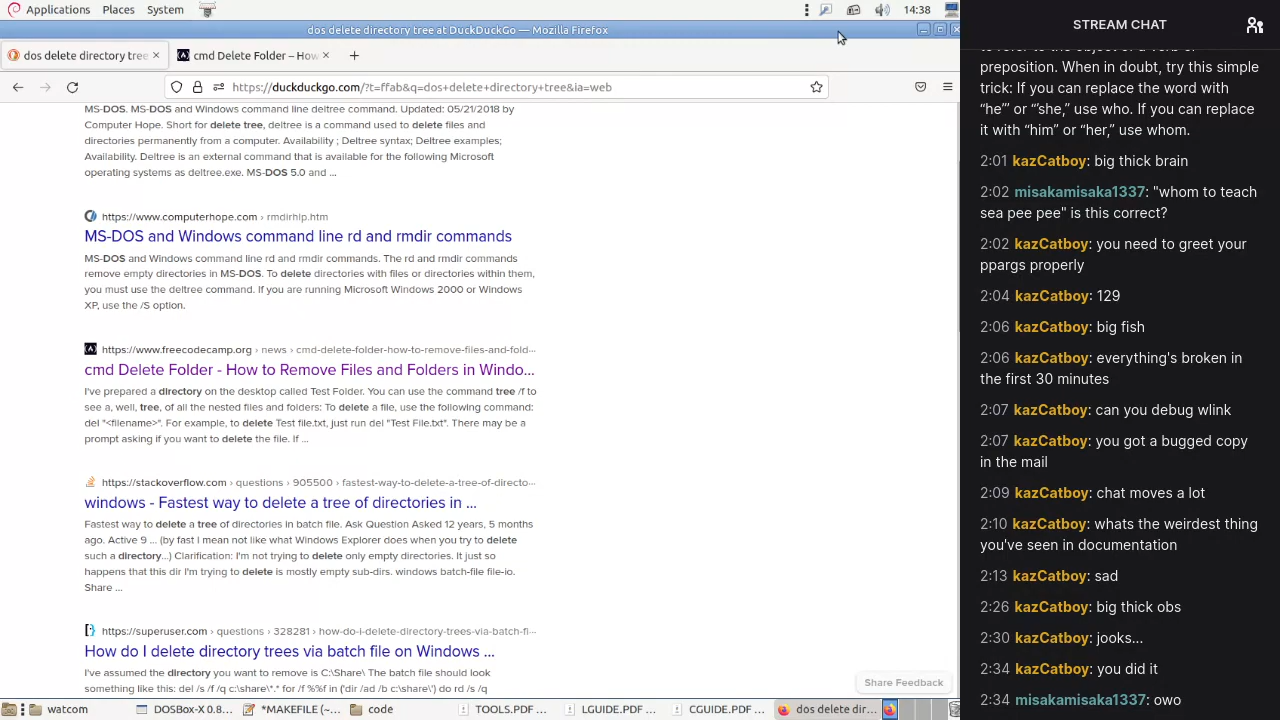 Applications Places System 14:38
dos delete directory tree at DuckDuckGo — Mozilla Firefox
dos delete directory tree cmd Delete Folder – How
https://duckduckgo.com/?t=ffab&q=dos+delete+directory+tree&ia=web
MS-DOS. MS-DOS and Windows command line deltree command. Updated: 05/21/2018 by
Computer Hope. Short for delete tree, deltree is a command used to delete files and
directories permanently from a computer. Availability ; Deltree syntax; Deltree examples;
Availability. Deltree is an external command that is available for the following Microsoft
operating systems as deltree.exe. MS-DOS 5.0 and ...
https://www.computerhope.com › rmdirhlp.htm
MS-DOS and Windows command line rd and rmdir commands
MS-DOS and Windows command line rd and rmdir commands. The rd and rmdir commands
remove empty directories in MS-DOS. To delete directories with files or directories within them,
you must use the deltree command. If you are running Microsoft Windows 2000 or Windows
XP, use the /S option.
https://www.freecodecamp.org › news › cmd-delete-folder-how-to-remove-files-and-fold···
cmd Delete Folder - How to Remove Files and Folders in Windo...
I've prepared a directory on the desktop called Test Folder. You can use the command tree /f to
see a, well, tree, of all the nested files and folders: To delete a file, use the following command:
del "<filename>". For example, to delete Test file.txt, just run del "Test File.txt". There may be a
prompt asking if you want to delete the file. If ...
https://stackoverflow.com › questions › 905500 › fastest-way-to-delete-a-tree-of-directo···
windows - Fastest way to delete a tree of directories in ...
Fastest way to delete a tree of directories in batch file. Ask Question Asked 12 years, 5 months
ago. Active 9 ... (by fast I mean not like what Windows Explorer does when you try to delete
such a directory...) Clarification: I'm not trying to delete only empty directories. It just so
happens that this dir I'm trying to delete is mostly empty sub-dirs. windows batch-file file-io.
Share ...
https://superuser.com › questions › 328281 › how-do-i-delete-directory-trees-via-batch-fi···
How do I delete directory trees via batch file on Windows ...
I've assumed the directory you want to remove is C:\Share\ The batch file should look
something like this: del /s /f /q c:\share\*.* for /f %%f in ('dir /ad /b c:\share\') do rd /s /q
Share Feedback
watcom DOSBox-X 0.8... *MAKEFILE (~... code TOOLS.PDF ... LGUIDE.PDF ... CGUIDE.PDF ... dos delete dir...
STREAM CHAT
to refer to the object of a verb or
preposition. When in doubt, try this simple
trick: If you can replace the word with
“he”’ or “’she,” use who. If you can replace
it with “him” or “her,” use whom.
2:01 kazCatboy: big thick brain
2:02 misakamisaka1337: "whom to teach
sea pee pee" is this correct?
2:02 kazCatboy: you need to greet your
ppargs properly
2:04 kazCatboy: 129
2:06 kazCatboy: big fish
2:06 kazCatboy: everything's broken in
the first 30 minutes
2:07 kazCatboy: can you debug wlink
2:07 kazCatboy: you got a bugged copy
in the mail
2:09 kazCatboy: chat moves a lot
2:10 kazCatboy: whats the weirdest thing
you've seen in documentation
2:13 kazCatboy: sad
2:26 kazCatboy: big thick obs
2:30 kazCatboy: jooks...
2:34 kazCatboy: you did it
2:34 misakamisaka1337: owo